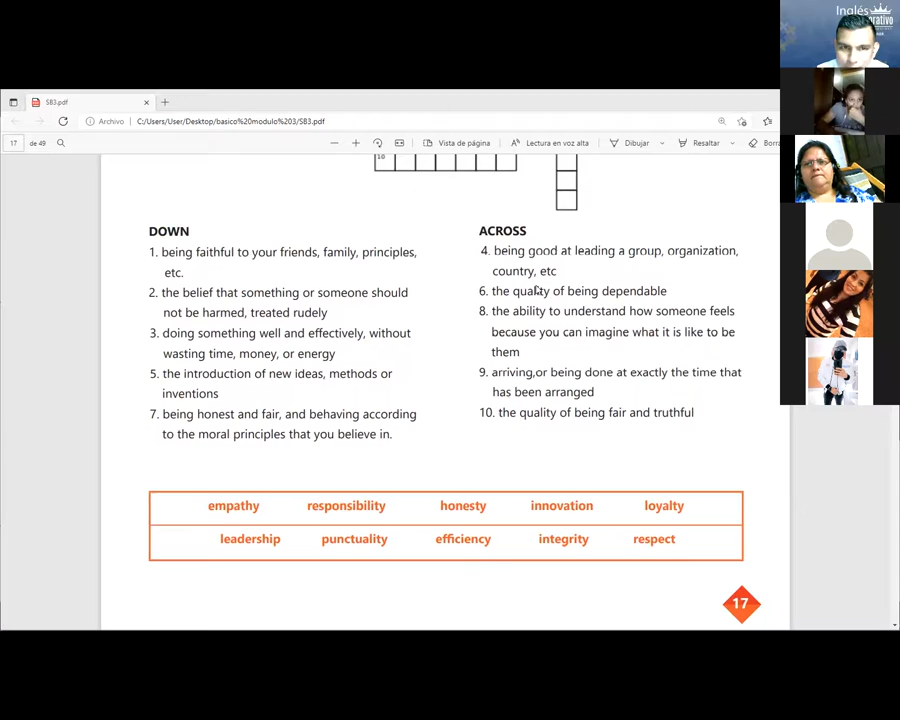 Inglés
SB3.pdf
Archivo
C:/Users/User/Desktop/basico%20modulo%203/SB3.pdf
17 de 49
Vista de página
Lectura en voz alta
Dibujar
Resaltar
Borra
10
DOWN
1. being faithful to your friends, family, principles,
etc.
2. the belief that something or someone should
not be harmed, treated rudely
3. doing something well and effectively, without
wasting time, money, or energy
5. the introduction of new ideas, methods or
inventions
7. being honest and fair, and behaving according
to the moral principles that you believe in.
ACROSS
4. being good at leading a group, organization,
country, etc
6. the quality of being dependable
8. the ability to understand how someone feels
because you can imagine what it is like to be
them
9. arriving,or being done at exactly the time that
has been arranged
10. the quality of being fair and truthful
empathy responsibility honesty innovation loyalty
leadership punctuality efficiency integrity respect
17